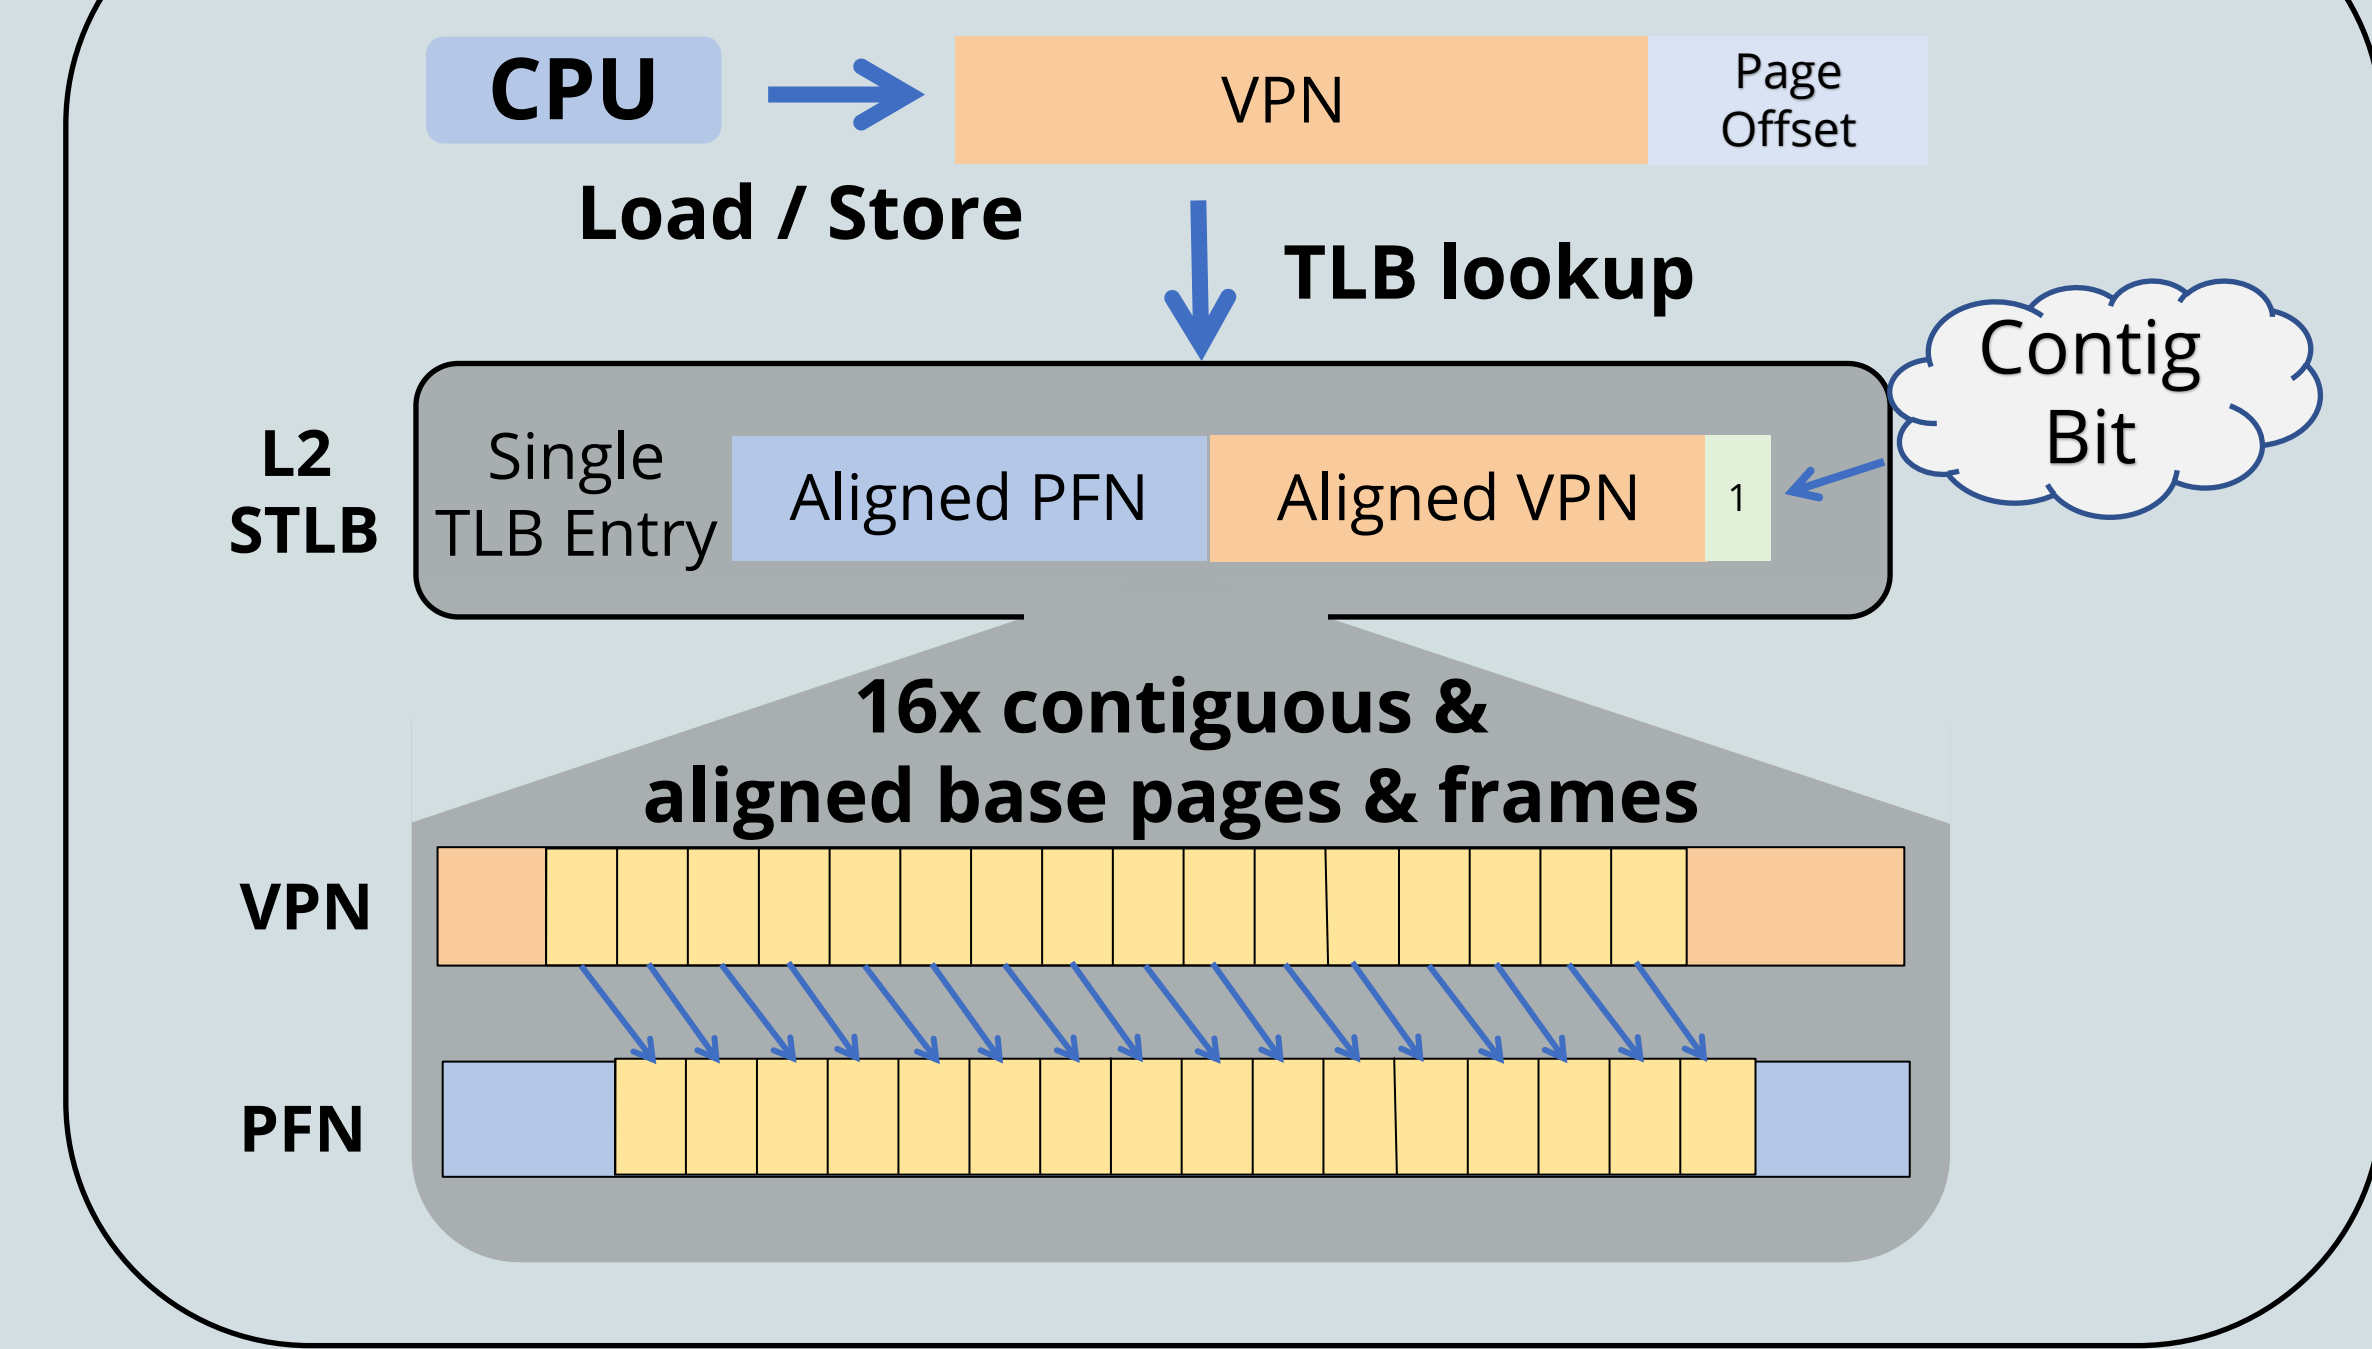 CPU
VPN
Page
Offset
Load / Store
TLB lookup
Contig
Bit
L2
STLB
Single
TLB Entry
Aligned PFN
Aligned VPN
1
16x contiguous &
aligned base pages & frames
VPN
PFN